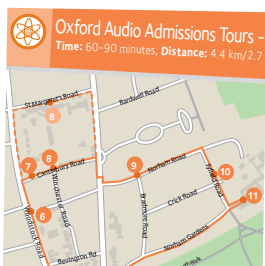 Oxford Audio Admissions Tours -
Time: 60-90 minutes, Distance: 4.4 km/2.7
St Margaret's Road
Bardwell Road
8
8
7
Canterbury Road
9
Norham Road
10
Fyfield Road
Winchester Road
11
6
Woodstock Road
Bradmore Road
Crick Road
Norham Gardens
Bevington Rd